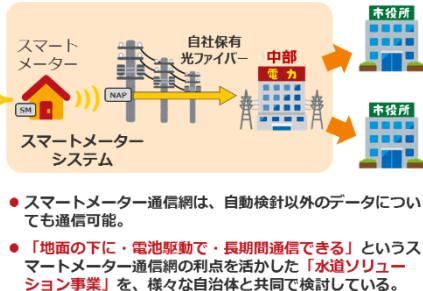 市役所
スマート
メーター
自社保有
光ファイバー
中部
電力
SM
NAP
市役所
スマートメーター
システム
● スマートメーター通信網は、自動検針以外のデータについ
ても通信可能。
● 「地面の下に・電池駆動で・長期間通信できる」というス
マートメーター通信網の利点を活かした「水道ソリュー
ション事業」を、様々な自治体と共同で検討している。